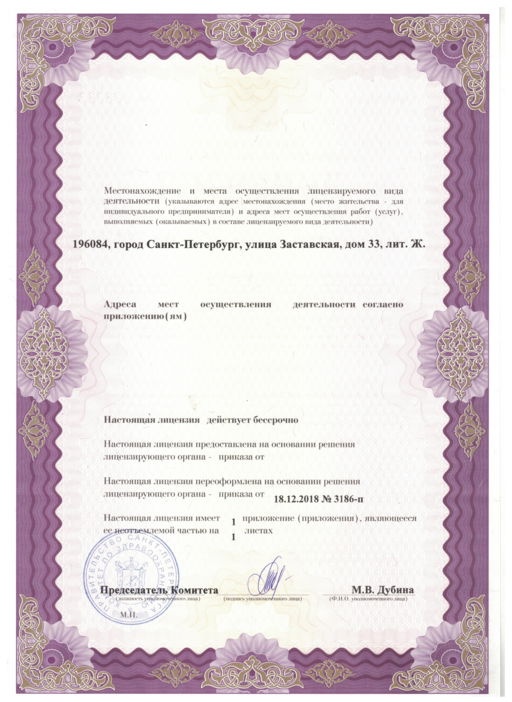 Местонахождение и места осуществления лицензируемого вида
деятельности (указываются адрес местонахождения (место жительства - для
индивидуального предпринимателя) и адреса мест осуществления работ (услуг),
выполняемых (оказываемых) в составе лицензируемого вида деятельности)
196084, город Санкт-Петербург, улица Заставская, дом 33, лит. Ж.
Адреса мест осуществления деятельности согласно
приложению(ям)
Настоящая лицензия действует бессрочно
Настоящая лицензия предоставлена на основании решения
лицензирующего органа - приказа от
Настоящая лицензия переоформлена на основании решения
лицензирующего органа - приказа от 18.12.2018 № 3186-п
Настоящая лицензия имеет 1 приложение (приложения), являющееся
ее неотъемлемой частью на 1 листах
Председатель Комитета М.В. Дубина
(должность уполномоченного лица) (подпись уполномоченного лица) (Ф.И.О. уполномоченного лица)
М.П.